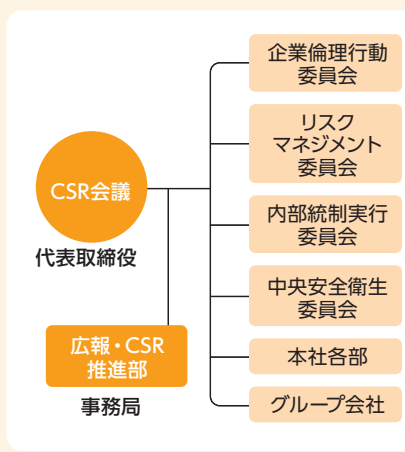 CSR会議
代表取締役
広報・CSR
推進部
事務局
企業倫理行動
委員会
リスク
マネジメント
委員会
内部統制実行
委員会
中央安全衛生
委員会
本社各部
グループ会社